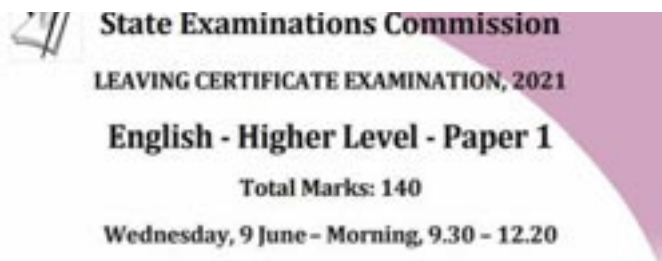 State Examinations Commission
LEAVING CERTIFICATE EXAMINATION, 2021
English - Higher Level - Paper 1
Total Marks: 140
Wednesday, 9 June – Morning, 9.30 – 12.20